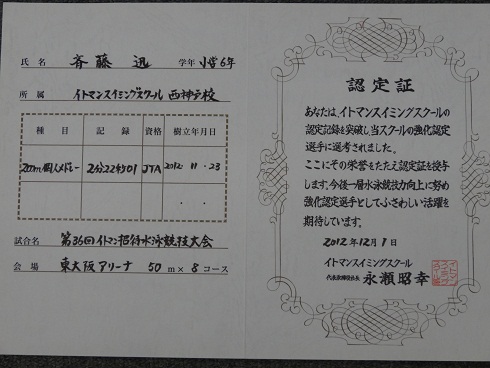 氏名 斉藤 迅 学年 小学6年
所属 イトマンスイミングスクール 西神戸校
種目 記録 資格 樹立年月日
200m個人メドレー 2分22秒01 JTA 2012.11.23
. .
試合名 第36回イトマン招待水泳競技大会
会場 東大阪アリーナ 50m×8コース
認定証
あなたは、イトマンスイミングスクールの
認定記録を突破し当スクールの強化認定
選手に選考されました。
ここにその栄誉をたたえ認定証を授与
します。今後一層水泳競技力向上に努め
強化認定選手としてふさわしい活躍を
期待しています。
2012年12月1日
イトマンスイミングスクール
代表取締役社長 永瀬昭幸